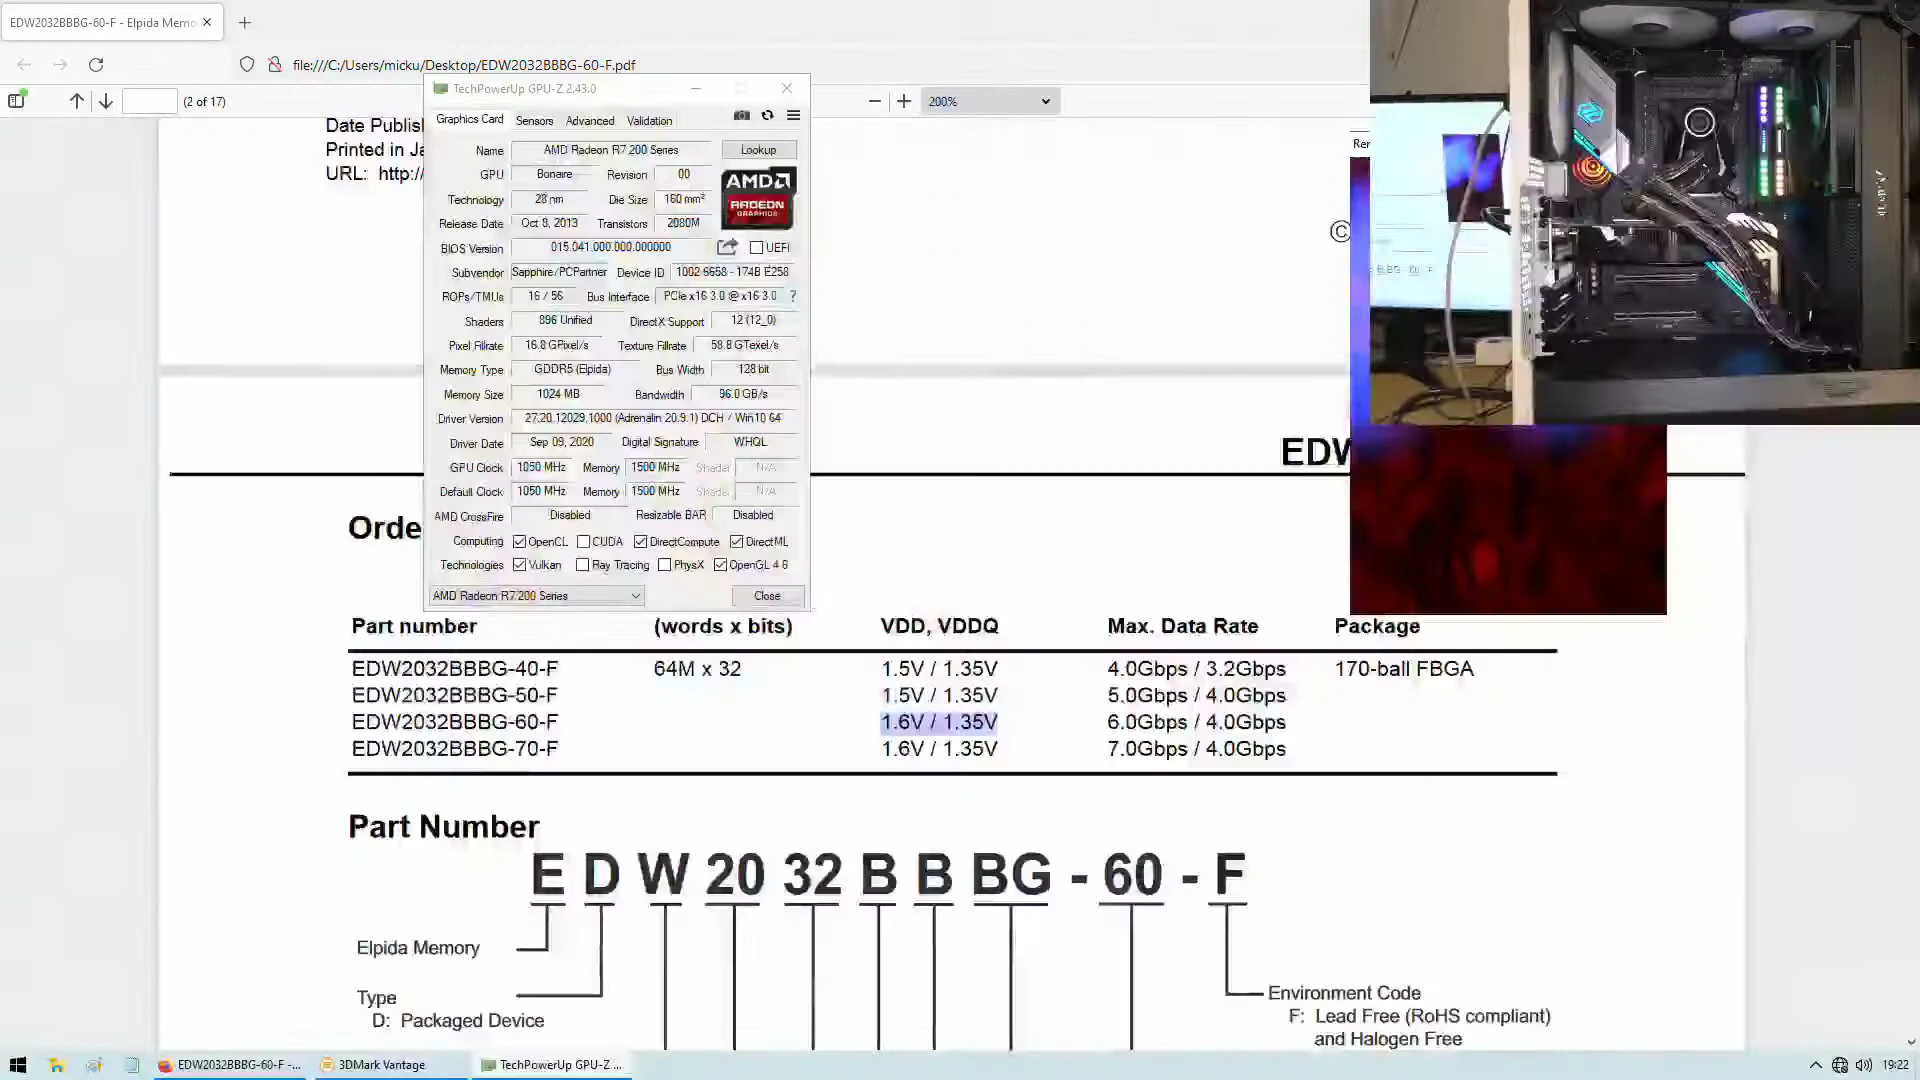 EDW2032BBBG-60-F - Elpida Memo
file:///C:/Users/micku/Desktop/EDW2032BBBG-60-F.pdf
(2 of 17)
200%
Date Publis
Printed in Ja
URL: http:/
©
TechPowerUp GPU-Z 2.43.0
Graphics Card Sensors Advanced Validation
Name AMD Radeon R7 200 Series Lookup
GPU Bonaire Revision 00
Technology 28 nm Die Size 160 mm²
Release Date Oct 8, 2013 Transistors 2080M
AMD
RADEON
GRAPHICS
BIOS Version 015.041.000.000.000000 UEFI
Subvendor Sapphire/PCPartner Device ID 1002 6658 - 174B E258
ROPs/TMUs 16 / 56 Bus Interface PCIe x16 3.0 @ x16 3.0 ?
Shaders 896 Unified DirectX Support 12 (12_0)
Pixel Fillrate 16.8 GPixel/s Texture Fillrate 58.8 GTexel/s
Memory Type GDDR5 (Elpida) Bus Width 128 bit
Memory Size 1024 MB Bandwidth 96.0 GB/s
Driver Version 27.20.12029.1000 (Adrenalin 20.9.1) DCH / Win10 64
Driver Date Sep 09, 2020 Digital Signature WHQL
GPU Clock 1050 MHz Memory 1500 MHz Shader N/A
Default Clock 1050 MHz Memory 1500 MHz Shader N/A
AMD CrossFire Disabled Resizable BAR Disabled
Computing OpenCL CUDA DirectCompute DirectML
Technologies Vulkan Ray Tracing PhysX OpenGL 4.6
AMD Radeon R7 200 Series Close
Ren
EDW
Orde
Part number (words x bits) VDD, VDDQ Max. Data Rate Package
EDW2032BBBG-40-F 64M x 32 1.5V / 1.35V 4.0Gbps / 3.2Gbps 170-ball FBGA
EDW2032BBBG-50-F 1.5V / 1.35V 5.0Gbps / 4.0Gbps
EDW2032BBBG-60-F 1.6V / 1.35V 6.0Gbps / 4.0Gbps
EDW2032BBBG-70-F 1.6V / 1.35V 7.0Gbps / 4.0Gbps
Part Number
E D W 20 32 B B BG - 60 - F
Elpida Memory
Type
D: Packaged Device
Environment Code
F: Lead Free (RoHS compliant)
and Halogen Free
EDW2032BBBG-60-F -... 3DMark Vantage TechPowerUp GPU-Z ... 19:22